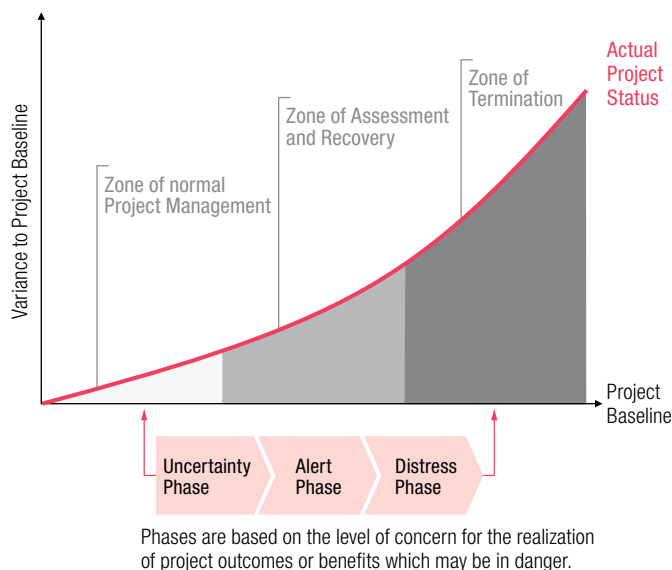 Actual
Project
Status
Zone of
Termination
Zone of Assessment
and Recovery
Zone of normal
Project Management
Variance to Project Baseline
Project
Baseline
Uncertainty
Phase
Alert
Phase
Distress
Phase
Phases are based on the level of concern for the realization
of project outcomes or benefits which may be in danger.